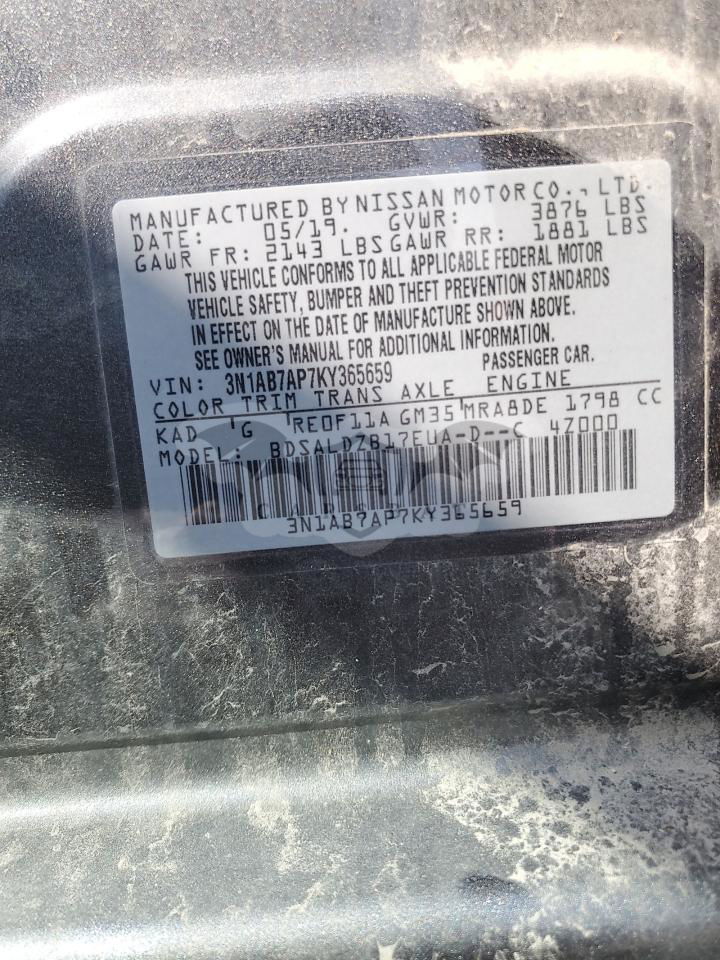 MANUFACTURED BY NISSAN MOTOR CO., LTD.
DATE: 05/19. GVWR: 3876 LBS
GAWR FR: 2143 LBS GAWR RR: 1881 LBS
THIS VEHICLE CONFORMS TO ALL APPLICABLE FEDERAL MOTOR
VEHICLE SAFETY, BUMPER AND THEFT PREVENTION STANDARDS
IN EFFECT ON THE DATE OF MANUFACTURE SHOWN ABOVE.
SEE OWNER'S MANUAL FOR ADDITIONAL INFORMATION.
VIN: 3N1AB7AP7KY365659 PASSENGER CAR.
COLOR TRIM TRANS AXLE ENGINE
KAD G RE0F11A GM35 MRA8DE 1798 CC
MODEL: BDSALDZB17EUA-D--C 4Z000
3N1AB7AP7KY365659